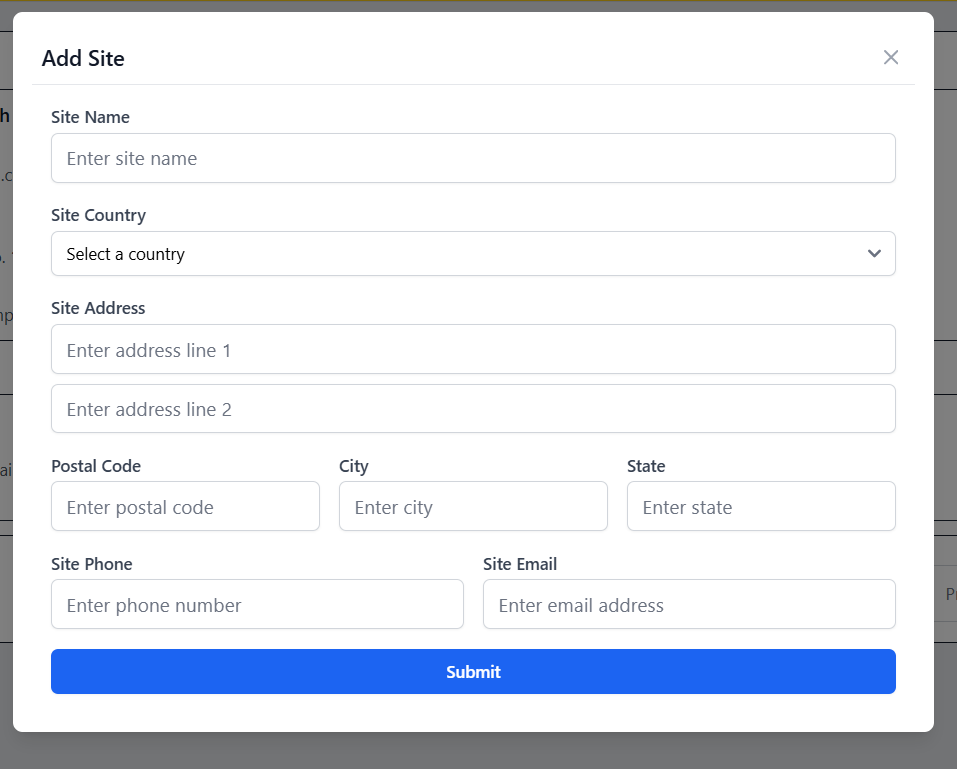 Add Site
Site Name
Enter site name
Site Country
Select a country
Site Address
Enter address line 1
Enter address line 2
Postal Code City State
Enter postal code Enter city Enter state
Site Phone Site Email
Enter phone number Enter email address
Submit